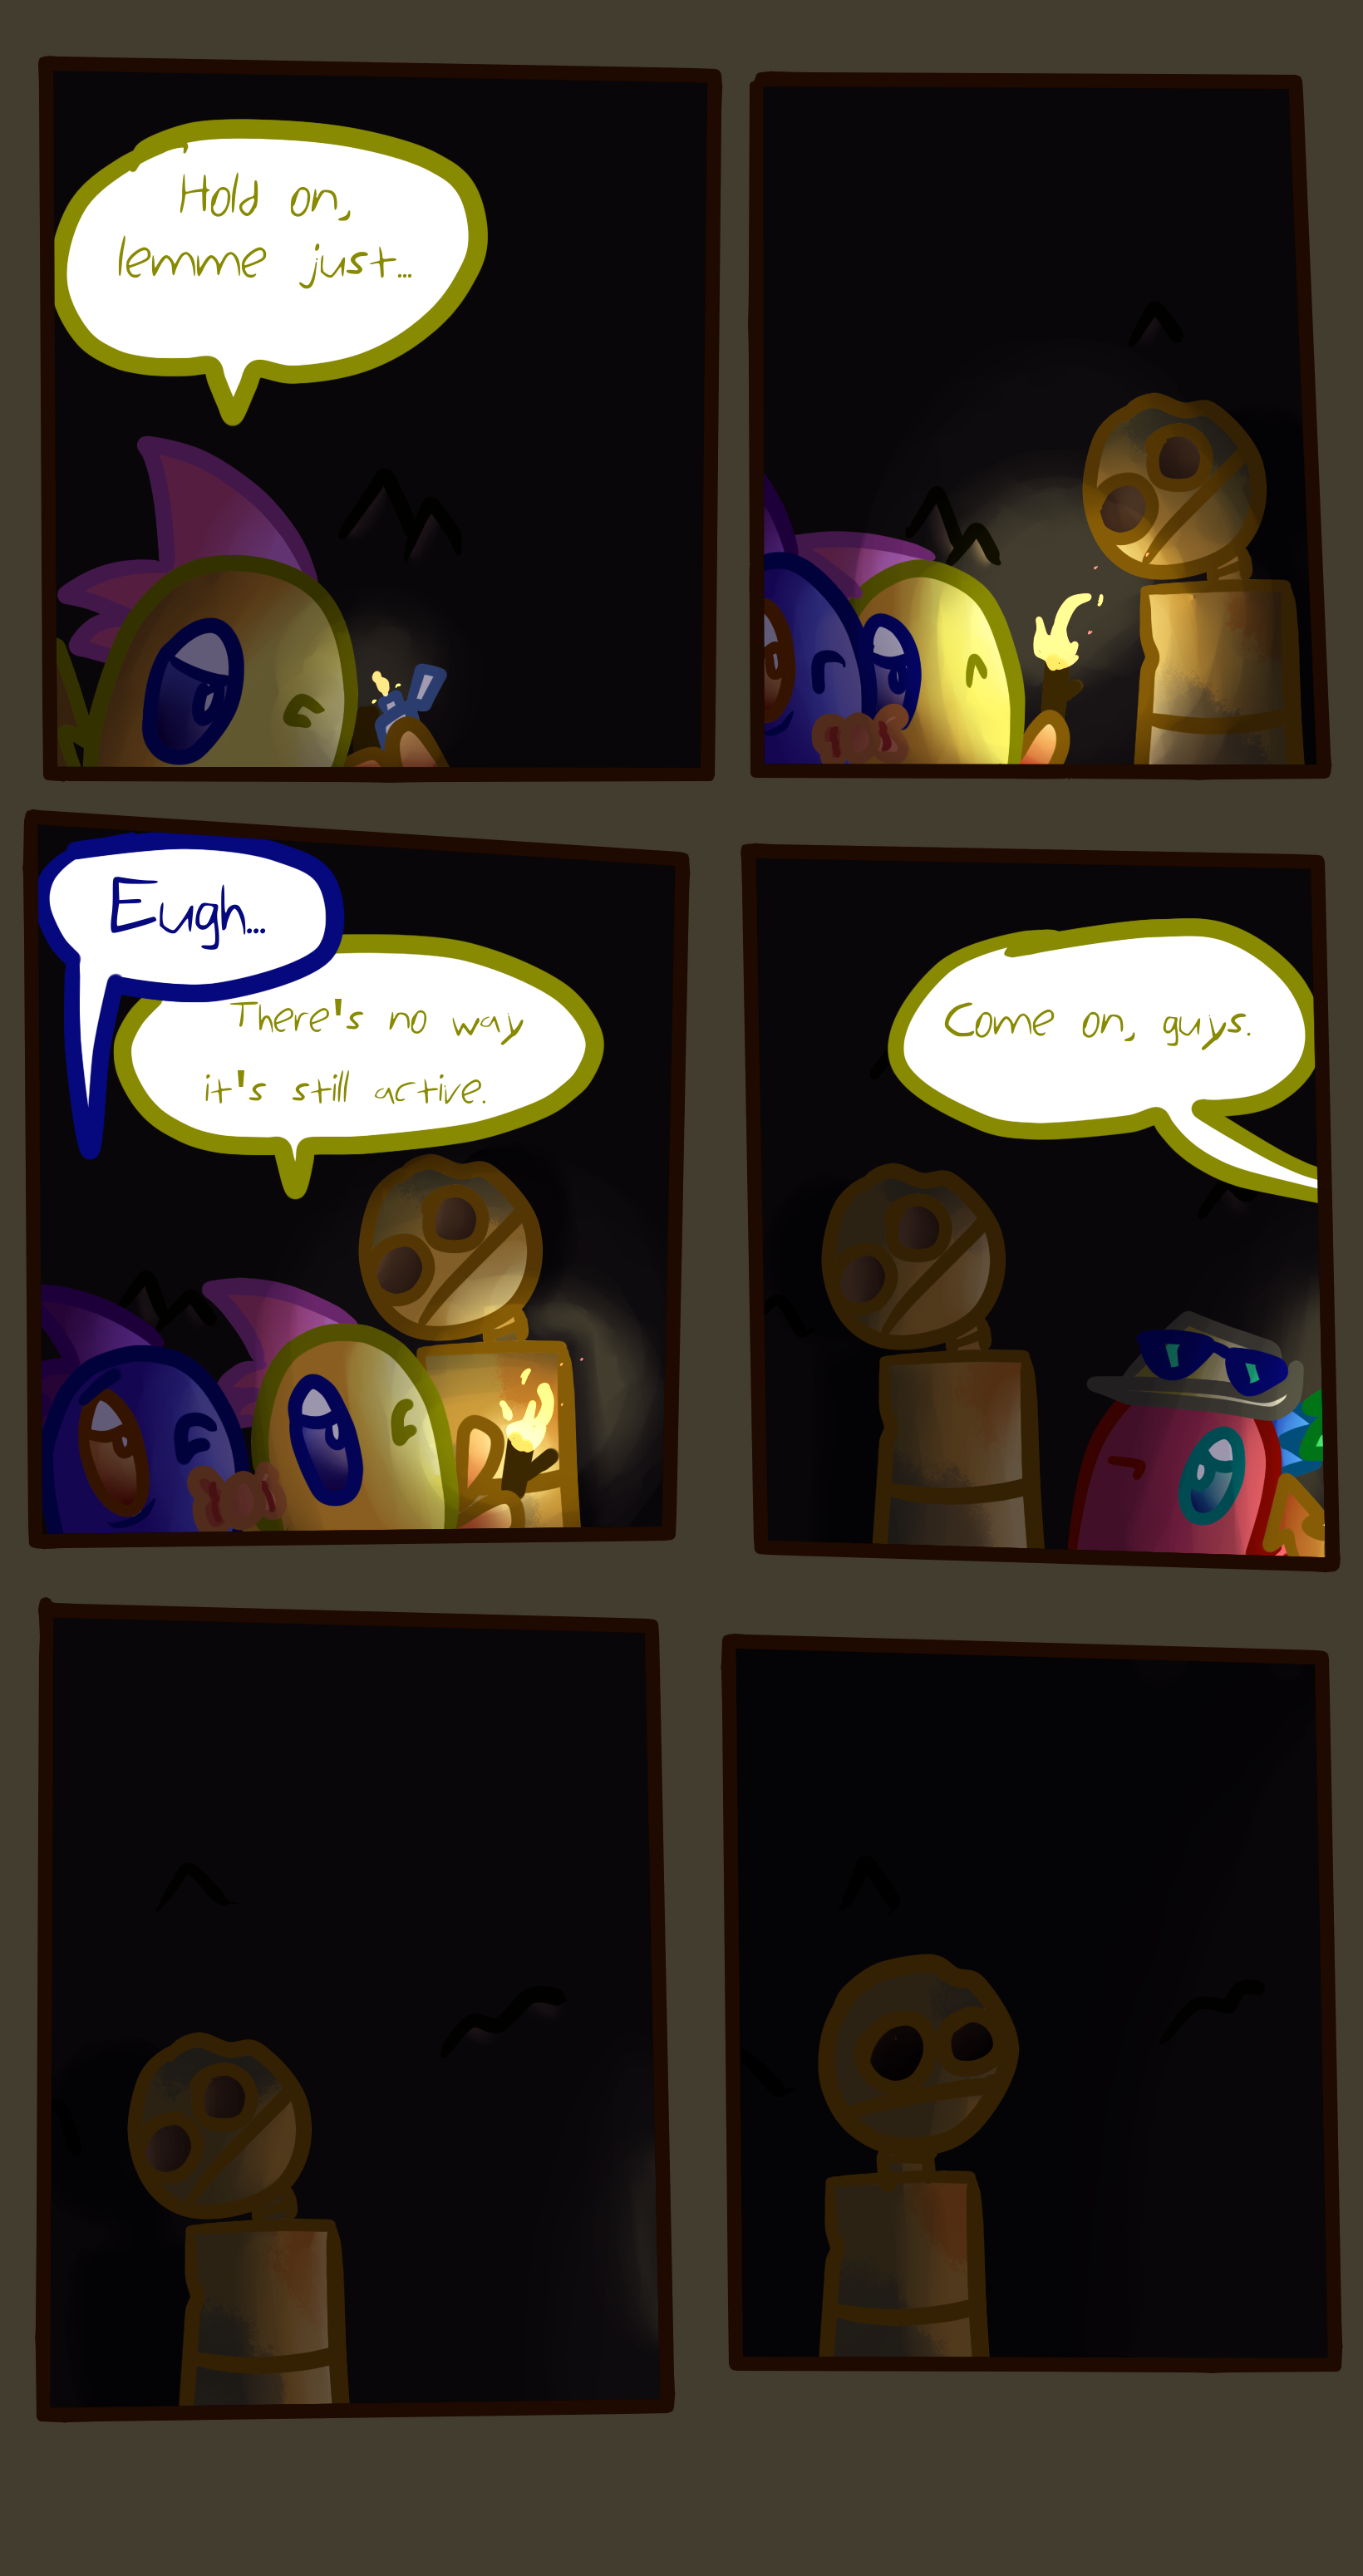 Hold on,
lemme just...
Eugh...
There's no way
it's still active.
Come on, guys.